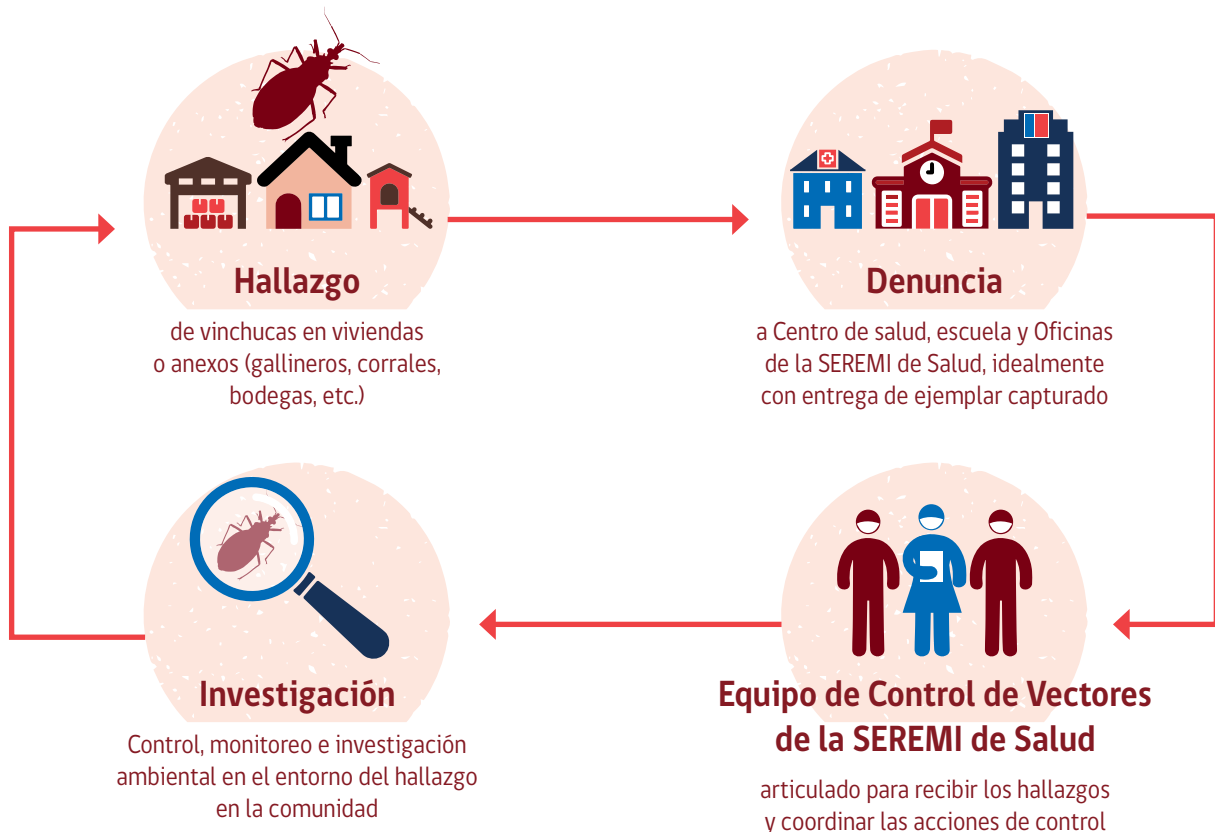 Hallazgo
de vinchucas en viviendas
o anexos (gallineros, corrales,
bodegas, etc.)
Denuncia
a Centro de salud, escuela y Oficinas
de la SEREMI de Salud, idealmente
con entrega de ejemplar capturado
Equipo de Control de Vectores
de la SEREMI de Salud
articulado para recibir los hallazgos
y coordinar las acciones de control
Investigación
Control, monitoreo e investigación
ambiental en el entorno del hallazgo
en la comunidad